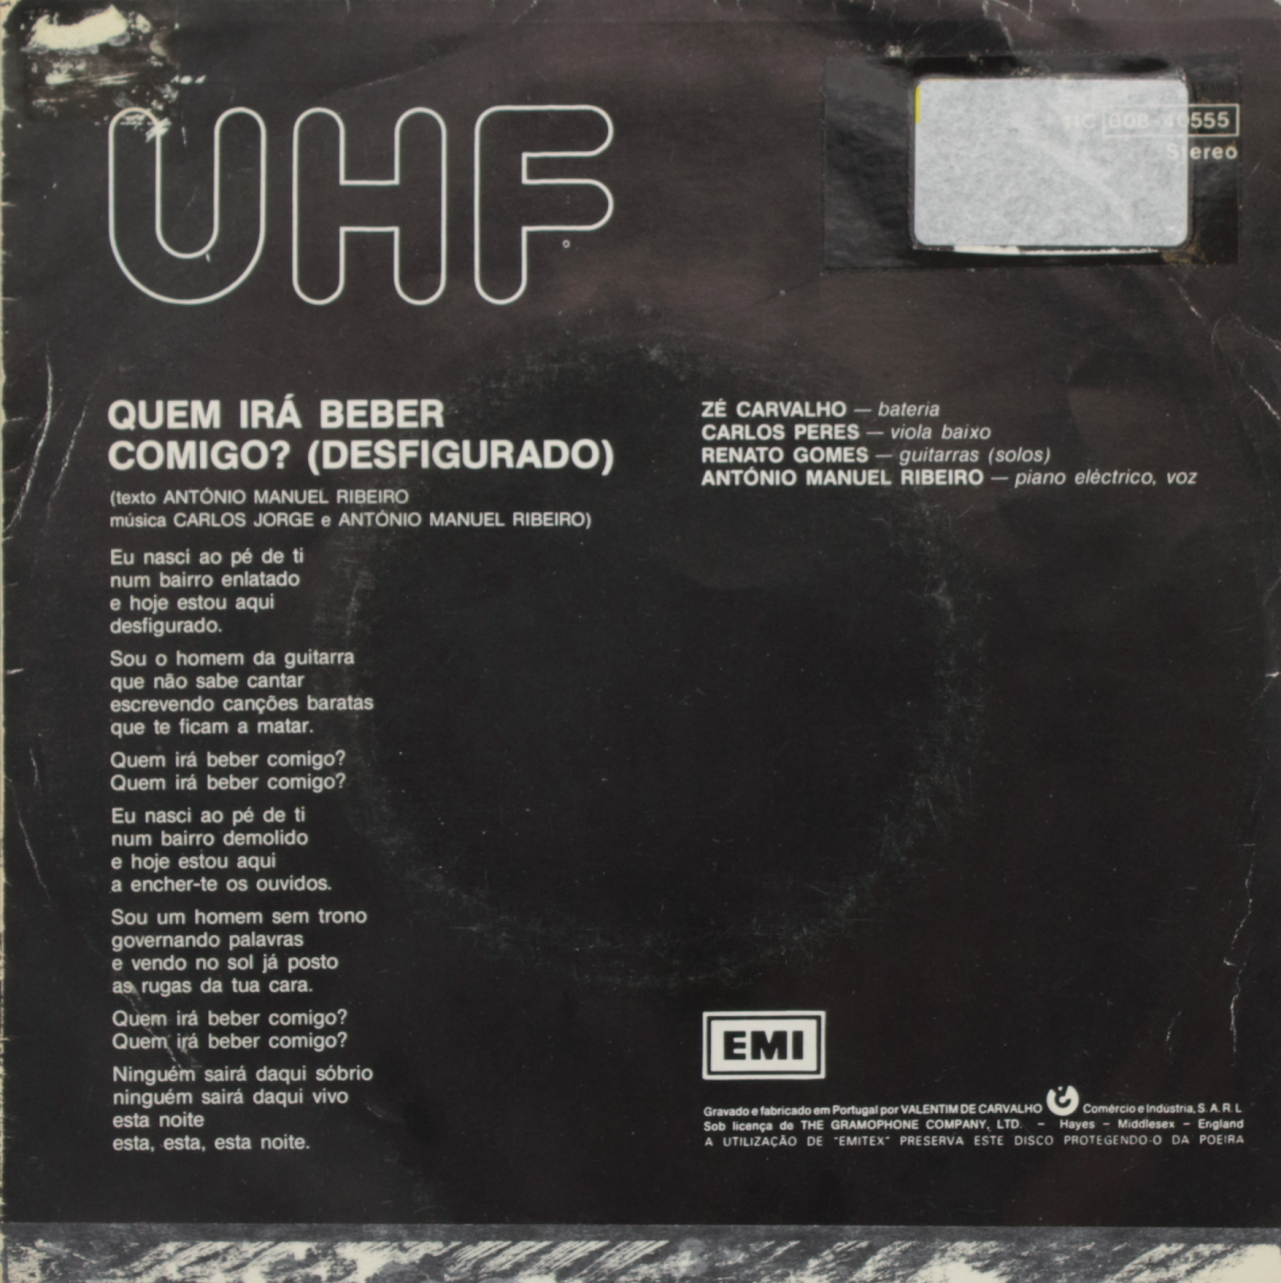 UHF
11C 008-40555
Stereo
QUEM IRÁ BEBER
COMIGO? (DESFIGURADO)
(texto ANTÓNIO MANUEL RIBEIRO
música CARLOS JORGE e ANTÓNIO MANUEL RIBEIRO)
Eu nasci ao pé de ti
num bairro enlatado
e hoje estou aqui
desfigurado.
Sou o homem da guitarra
que não sabe cantar
escrevendo canções baratas
que te ficam a matar.
Quem irá beber comigo?
Quem irá beber comigo?
Eu nasci ao pé de ti
num bairro demolido
e hoje estou aqui
a encher-te os ouvidos.
Sou um homem sem trono
governando palavras
e vendo no sol já posto
as rugas da tua cara.
Quem irá beber comigo?
Quem irá beber comigo?
Ninguém sairá daqui sóbrio
ninguém sairá daqui vivo
esta noite
esta, esta, esta noite.
ZÉ CARVALHO — bateria
CARLOS PERES — viola baixo
RENATO GOMES — guitarras (solos)
ANTÓNIO MANUEL RIBEIRO — piano eléctrico, voz
EMI
Gravado e fabricado em Portugal por VALENTIM DE CARVALHO Comércio e Indústria, S. A. R. L
Sob licença de THE GRAMOPHONE COMPANY, LTD. – Hayes – Middlesex – England
A UTILIZAÇÃO DE "EMITEX" PRESERVA ESTE DISCO PROTEGENDO-O DA POEIRA